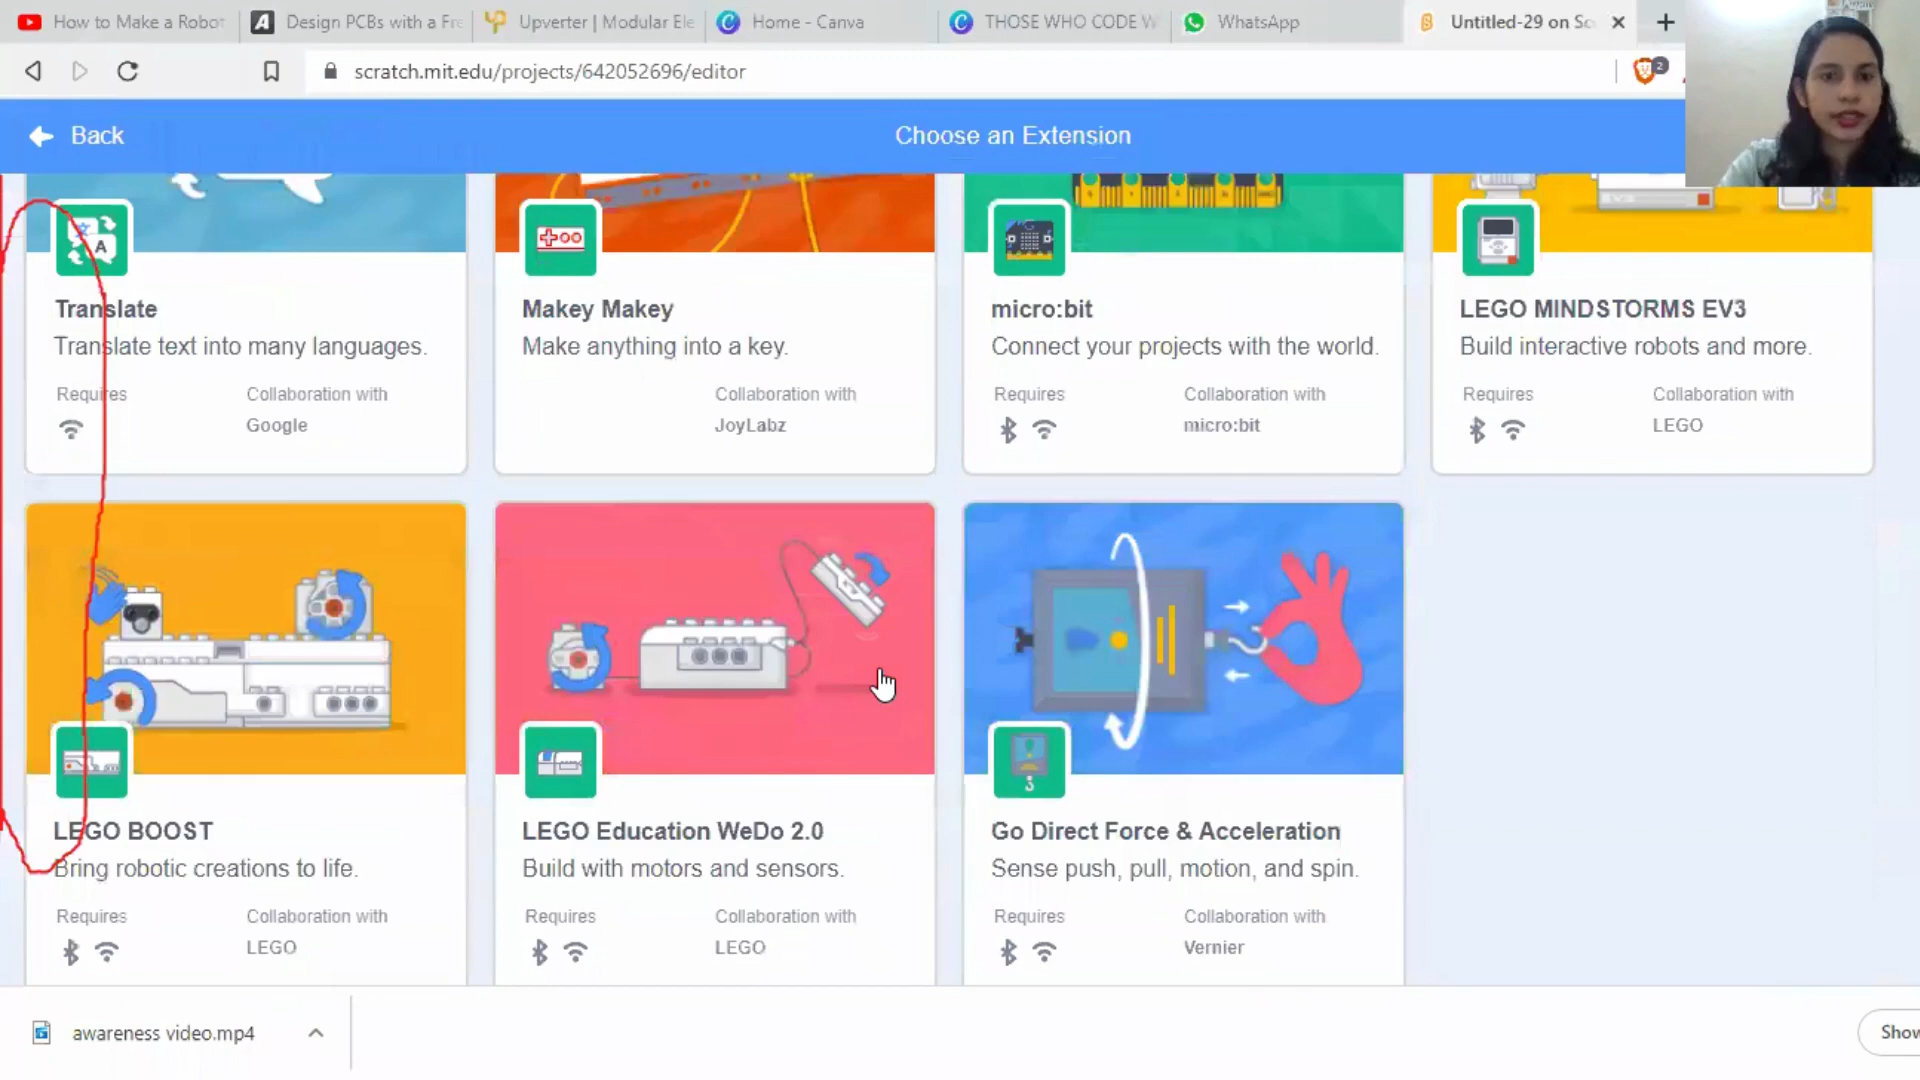 How to Make a Robot
Design PCBs with a Fre
Upverter | Modular Ele
Home - Canva
THOSE WHO CODE W
WhatsApp
Untitled-29 on Sc
scratch.mit.edu/projects/642052696/editor
2
Back
Choose an Extension
A
Translate
Translate text into many languages.
Requires
Collaboration with
Google
Makey Makey
Make anything into a key.
Collaboration with
JoyLabz
micro:bit
Connect your projects with the world.
Requires
Collaboration with
micro:bit
LEGO MINDSTORMS EV3
Build interactive robots and more.
Requires
Collaboration with
LEGO
LEGO BOOST
Bring robotic creations to life.
Requires
Collaboration with
LEGO
LEGO Education WeDo 2.0
Build with motors and sensors.
Requires
Collaboration with
LEGO
Go Direct Force & Acceleration
Sense push, pull, motion, and spin.
Requires
Collaboration with
Vernier
awareness video.mp4
Show